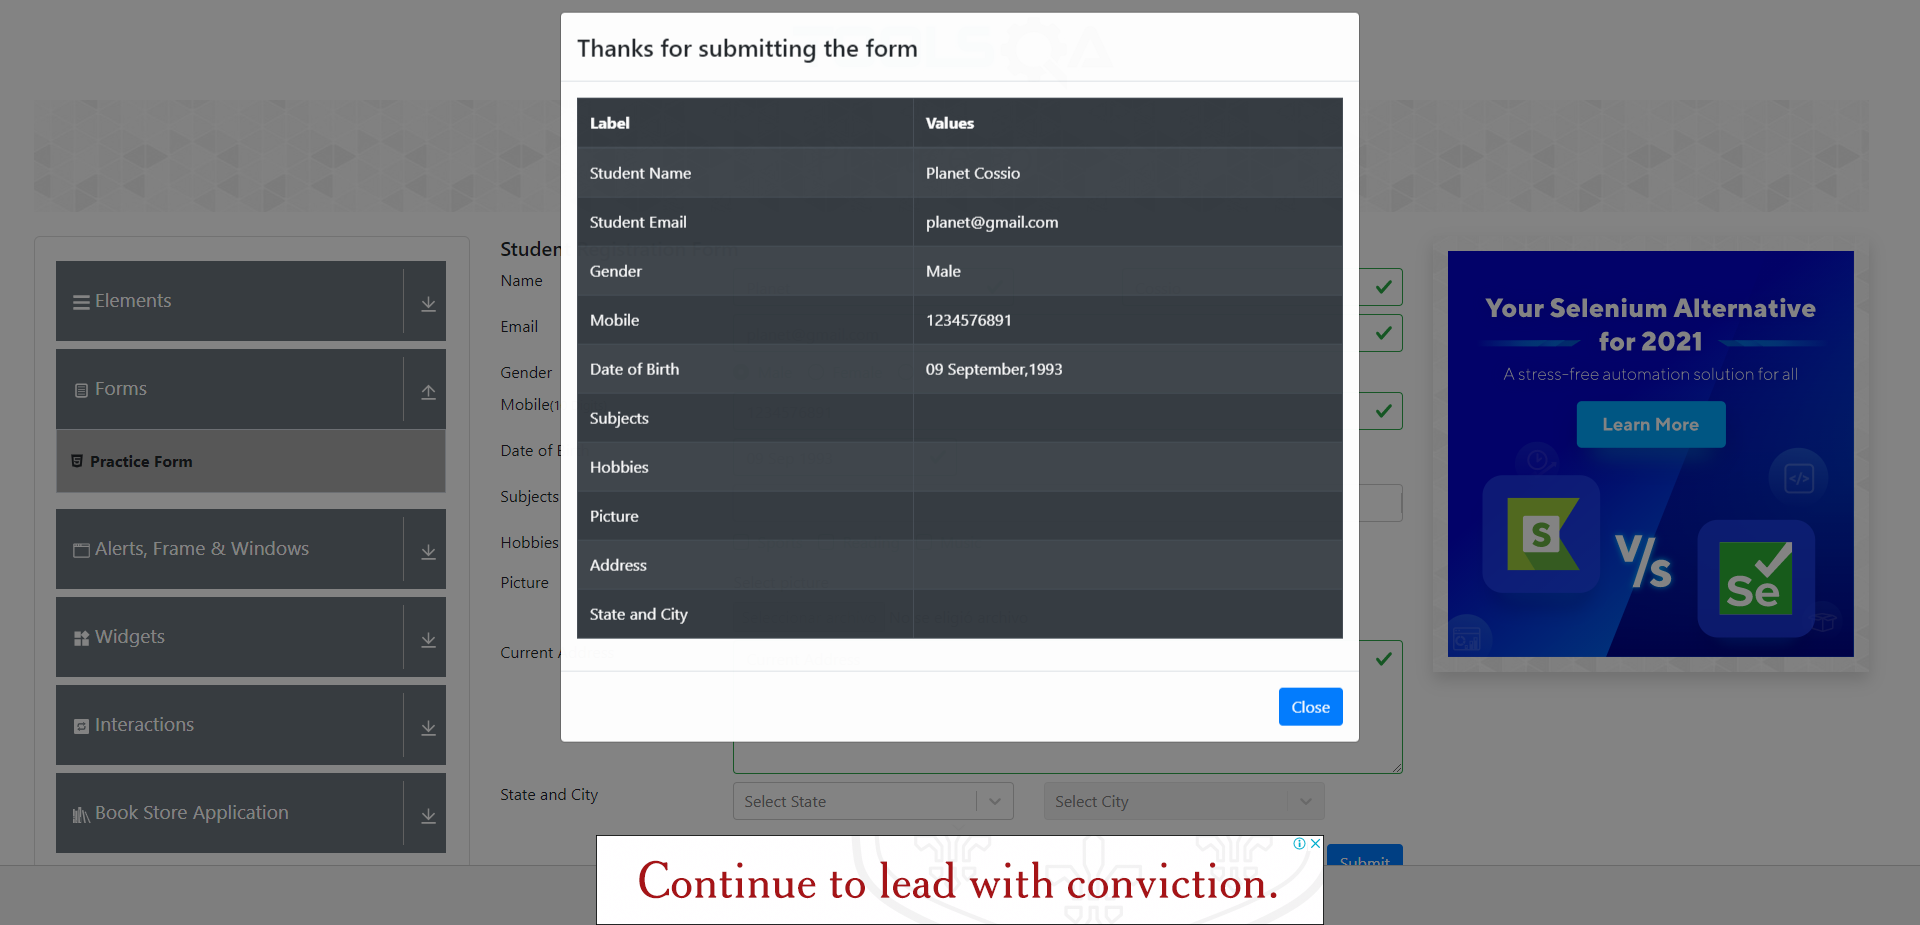 Thanks for submitting the form
Label Values
Student Name Planet Cossio
Student Email planet@gmail.com
Gender Male
Mobile 1234576891
Date of Birth 09 September,1993
Subjects
Hobbies
Picture
Address
State and City
Close
Elements
Forms
Practice Form
Alerts, Frame & Windows
Widgets
Interactions
Book Store Application
Studen
Name
Email
Gender
Mobile(1
Date of B
Subjects
Hobbies
Picture
Current A
State and City
Select State
Select City
Submit
Your Selenium Alternative
for 2021
A stress-free automation solution for all
Learn More
S
V/s
Se
Continue to lead with conviction.